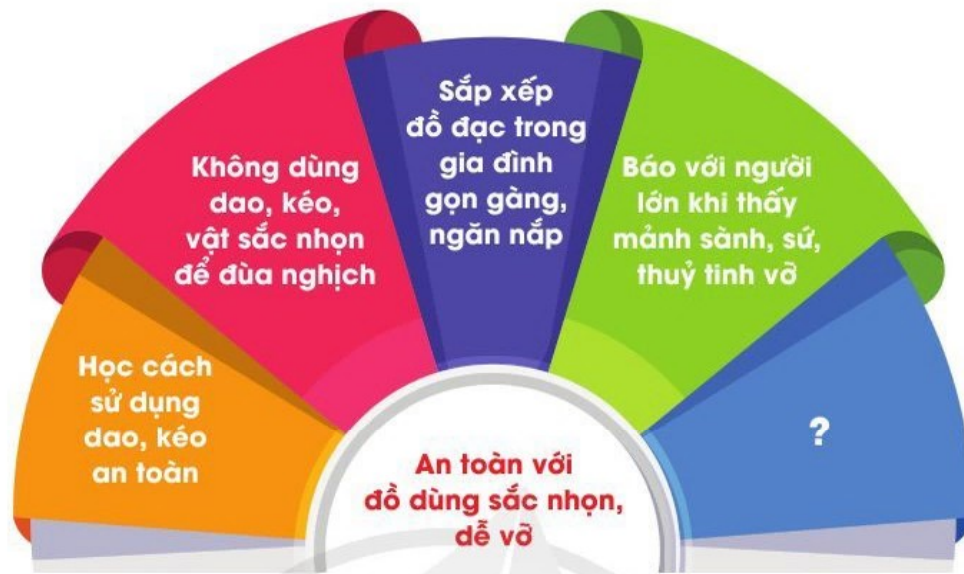 Học cách
sử dụng
dao, kéo
an toàn
Không dùng
dao, kéo,
vật sắc nhọn
để đùa nghịch
Sắp xếp
đồ đạc trong
gia đình
gọn gàng,
ngăn nắp
Báo với người
lớn khi thấy
mảnh sành, sứ,
thuỷ tinh vỡ
?
An toàn với
đồ dùng sắc nhọn,
dễ vỡ